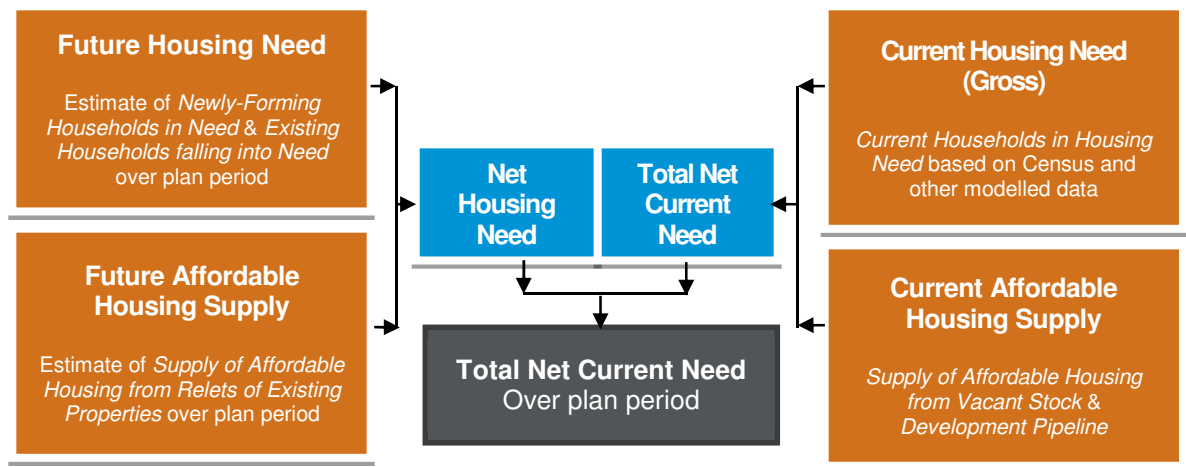 Future Housing Need
Estimate of Newly-Forming
Households in Need & Existing
Households falling into Need
over plan period
Future Affordable
Housing Supply
Estimate of Supply of Affordable
Housing from Relets of Existing
Properties over plan period
Net
Housing
Need
Total Net
Current
Need
Total Net Current Need
Over plan period
Current Housing Need
(Gross)
Current Households in Housing
Need based on Census and
other modelled data
Current Affordable
Housing Supply
Supply of Affordable Housing
from Vacant Stock &
Development Pipeline